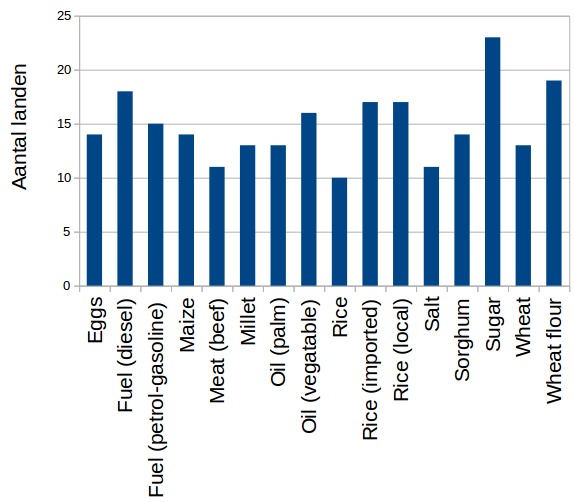 Aantal landen
25
20
15
10
5
0
Eggs
Fuel (diesel)
Fuel (petrol-gasoline)
Maize
Meat (beef)
Millet
Oil (palm)
Oil (vegatable)
Rice
Rice (imported)
Rice (local)
Salt
Sorghum
Sugar
Wheat
Wheat flour